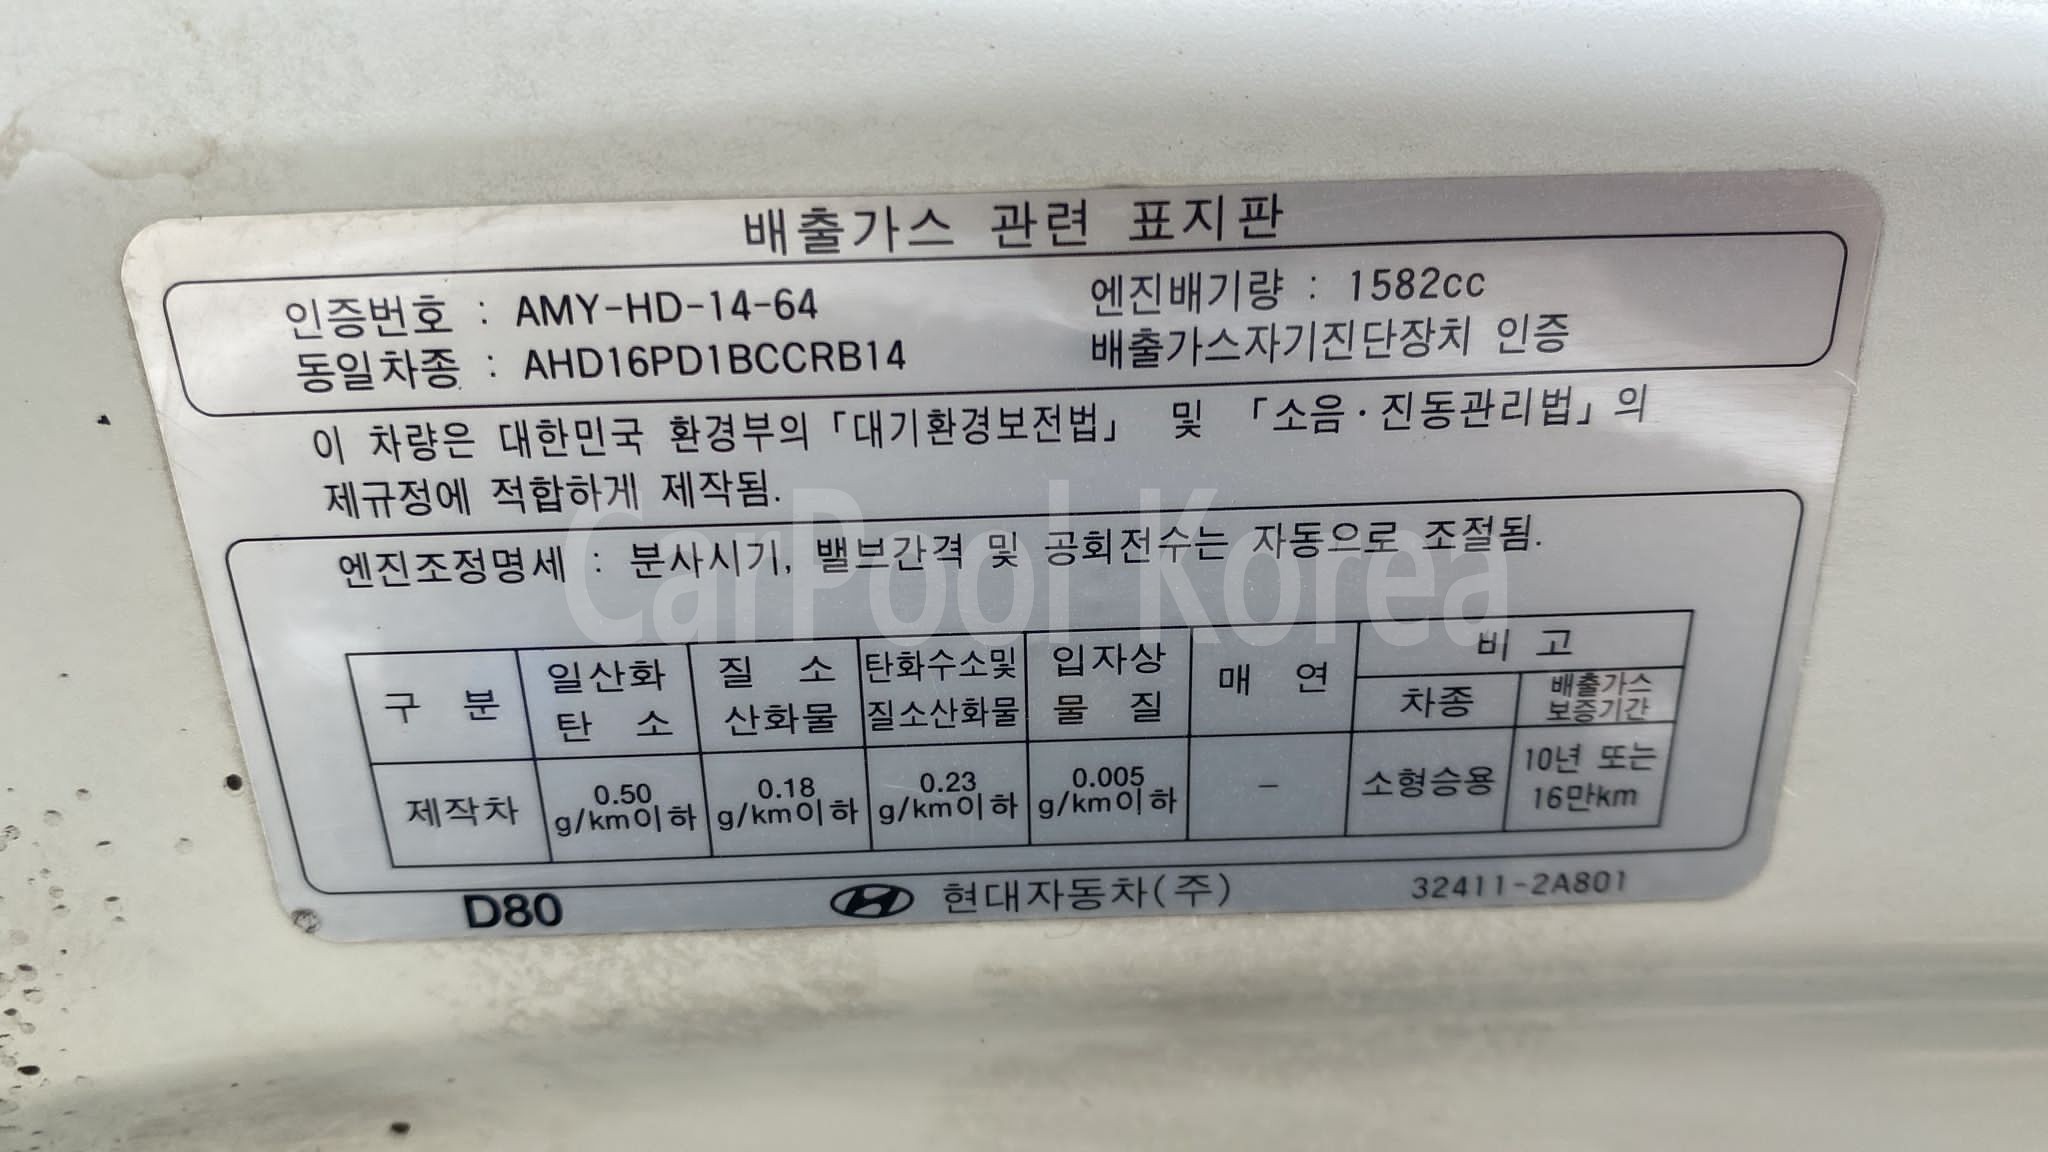 배출가스 관련 표지판
인증번호 : AMY-HD-14-64
엔진배기량 : 1582cc
동일차종 : AHD16PD1BCCRB14
배출가스자기진단장치 인증
이 차량은 대한민국 환경부의 「대기환경보전법」 및 「소음·진동관리법」의
제규정에 적합하게 제작됨.
엔진조정명세 : 분사시기, 밸브간격 및 공회전수는 자동으로 조절됨.
CarPool Korea
구 분
일산화
탄 소
질 소
산화물
탄화수소및
질소산화물
입자상
물 질
매 연
비 고
차종
배출가스
보증기간
제작차
0.50
g/km이하
0.18
g/km이하
0.23
g/km이하
0.005
g/km이하
–
소형승용
10년 또는
16만km
D80
현대자동차(주)
32411-2A801